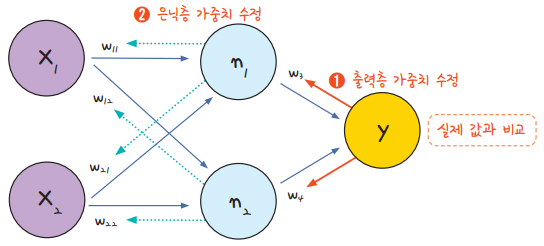 ❷ 은닉층 가중치 수정
x₁
w₁₁
n₁
w₃
❶ 출력층 가중치 수정
w₁₂
y
실제 값과 비교
w₂₁
x₂
w₂₂
n₂
w₄